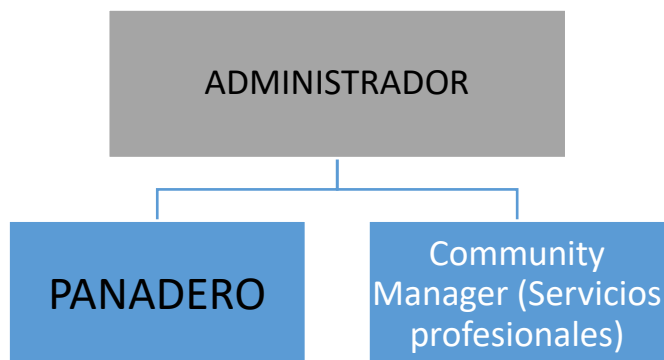 ADMINISTRADOR
PANADERO
Community
Manager (Servicios
profesionales)